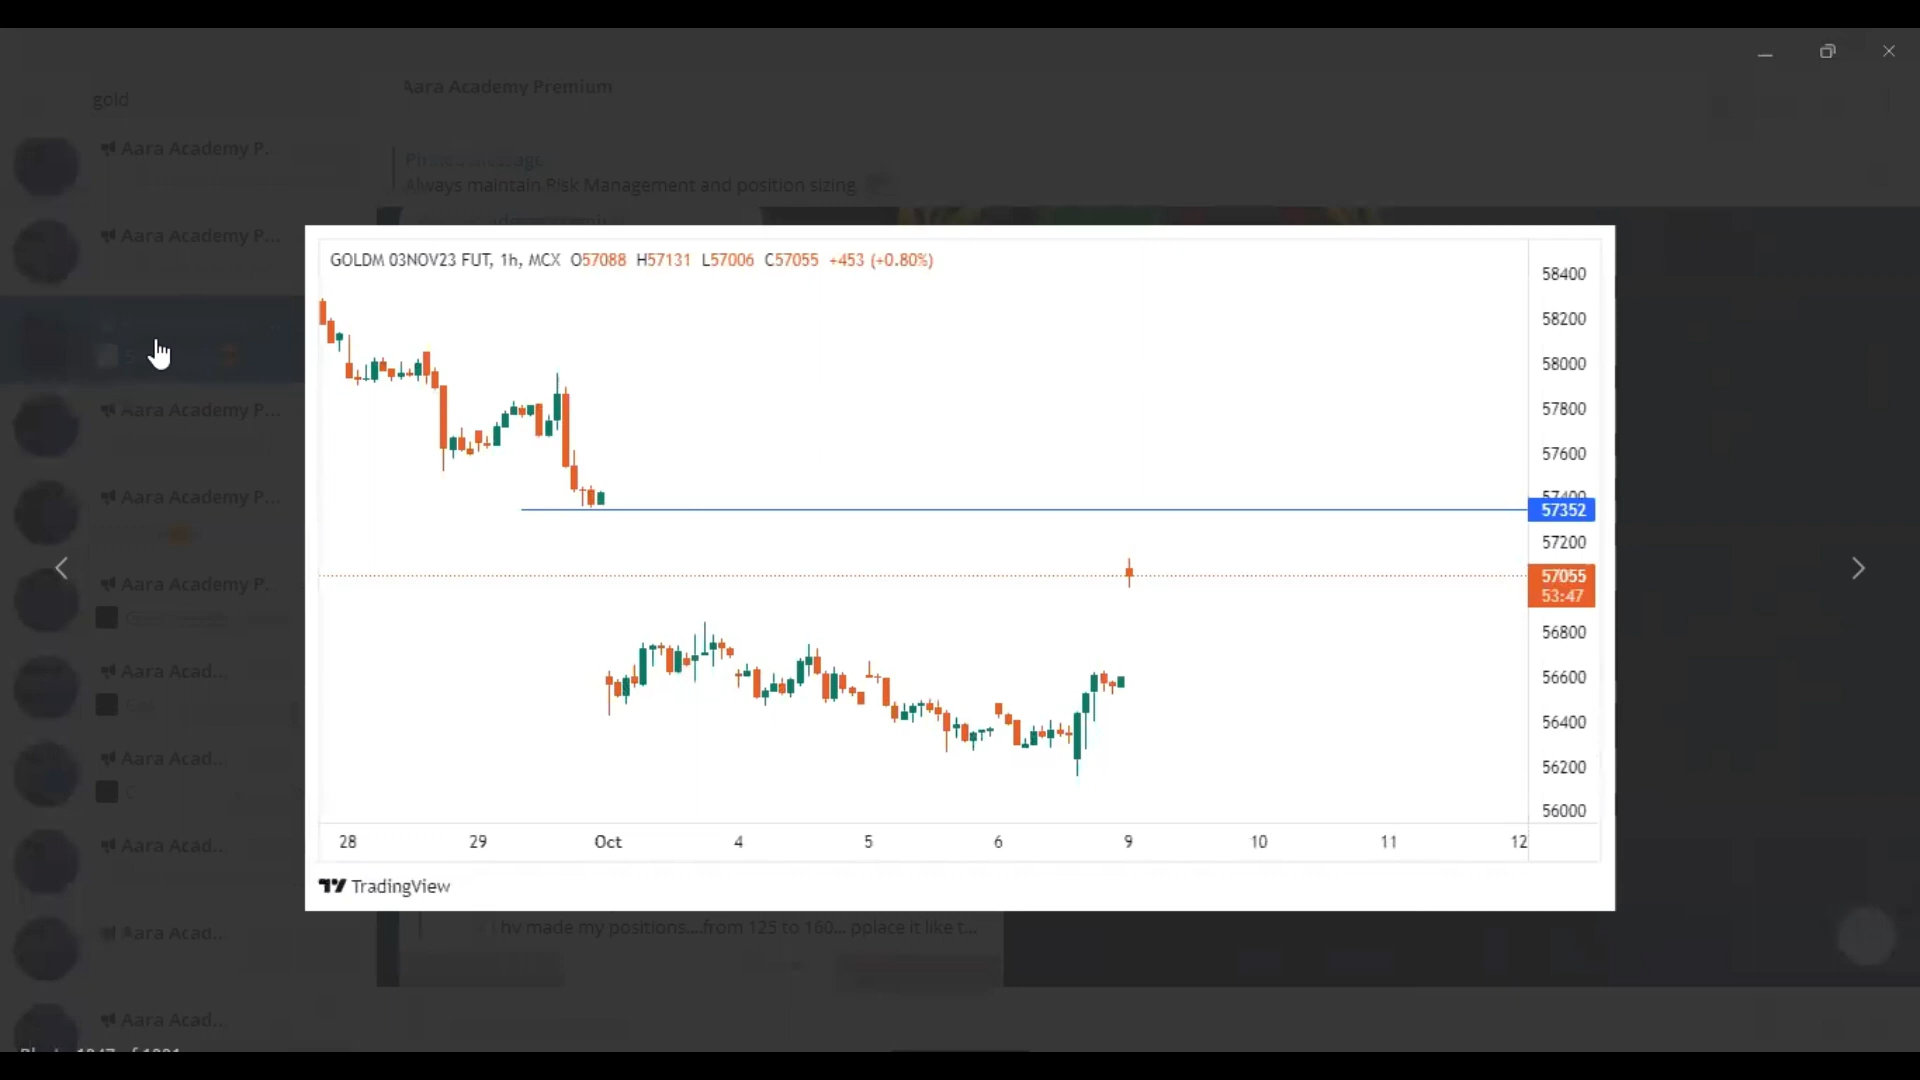 Aara Academy Premium
gold
Aara Academy P.
Pinned message
Always maintain Risk Management and position sizing
Aara Academy P...
GOLDM 03NOV23 FUT, 1h, MCX O57088 H57131 L57006 C57055 +453 (+0.80%)
58400
58200
58000
57800
57600
57400
57352
57200
57055
53:47
56800
56600
56400
56200
56000
28 29 Oct 4 5 6 9 10 11 12
TradingView
Aara Academy P...
Aara Academy P...
Aara Academy P.
Aara Acad...
Aara Acad...
Aara Acad...
Aara Acad...
I hv made my positions....from 125 to 160... pplace it like t...
Aara Acad...